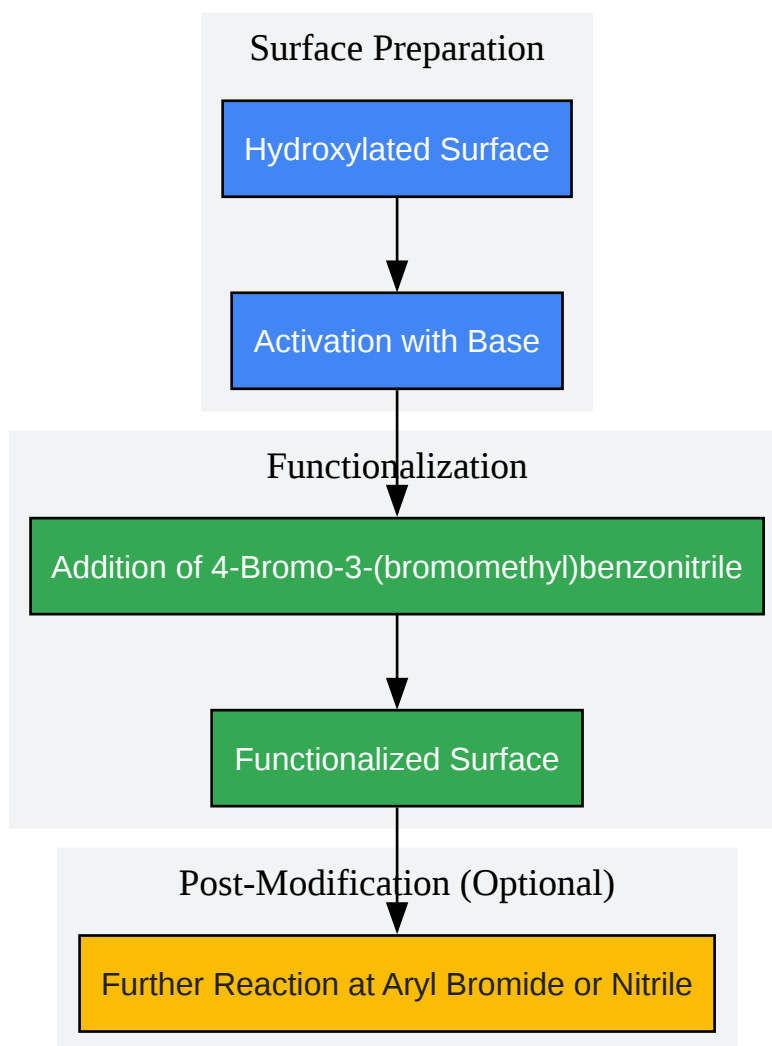 Surface Preparation
Hydroxylated Surface
Activation with Base
Functionalization
Addition of 4-Bromo-3-(bromomethyl)benzonitrile
Functionalized Surface
Post-Modification (Optional)
Further Reaction at Aryl Bromide or Nitrile